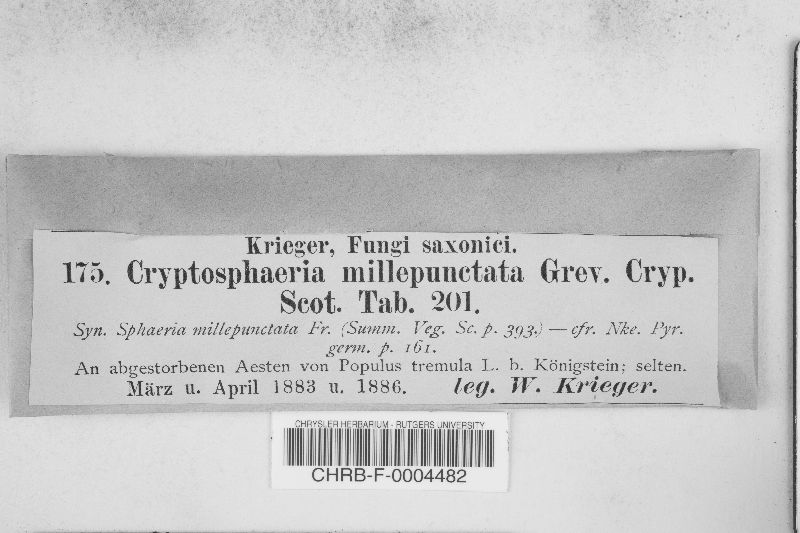 Krieger, Fungi saxonici.
175. Cryptosphaeria millepunctata Grev. Cryp.
Scot. Tab. 201.
Syn. Sphaeria millepunctata Fr. (Summ. Veg. Sc. p. 393.) — cfr. Nke. Pyr.
germ. p. 161.
An abgestorbenen Aesten von Populus tremula L. b. Königstein; selten.
März u. April 1883 u. 1886. leg. W. Krieger.
CHRYSLER HERBARIUM - RUTGERS UNIVERSITY
CHRB-F-0004482